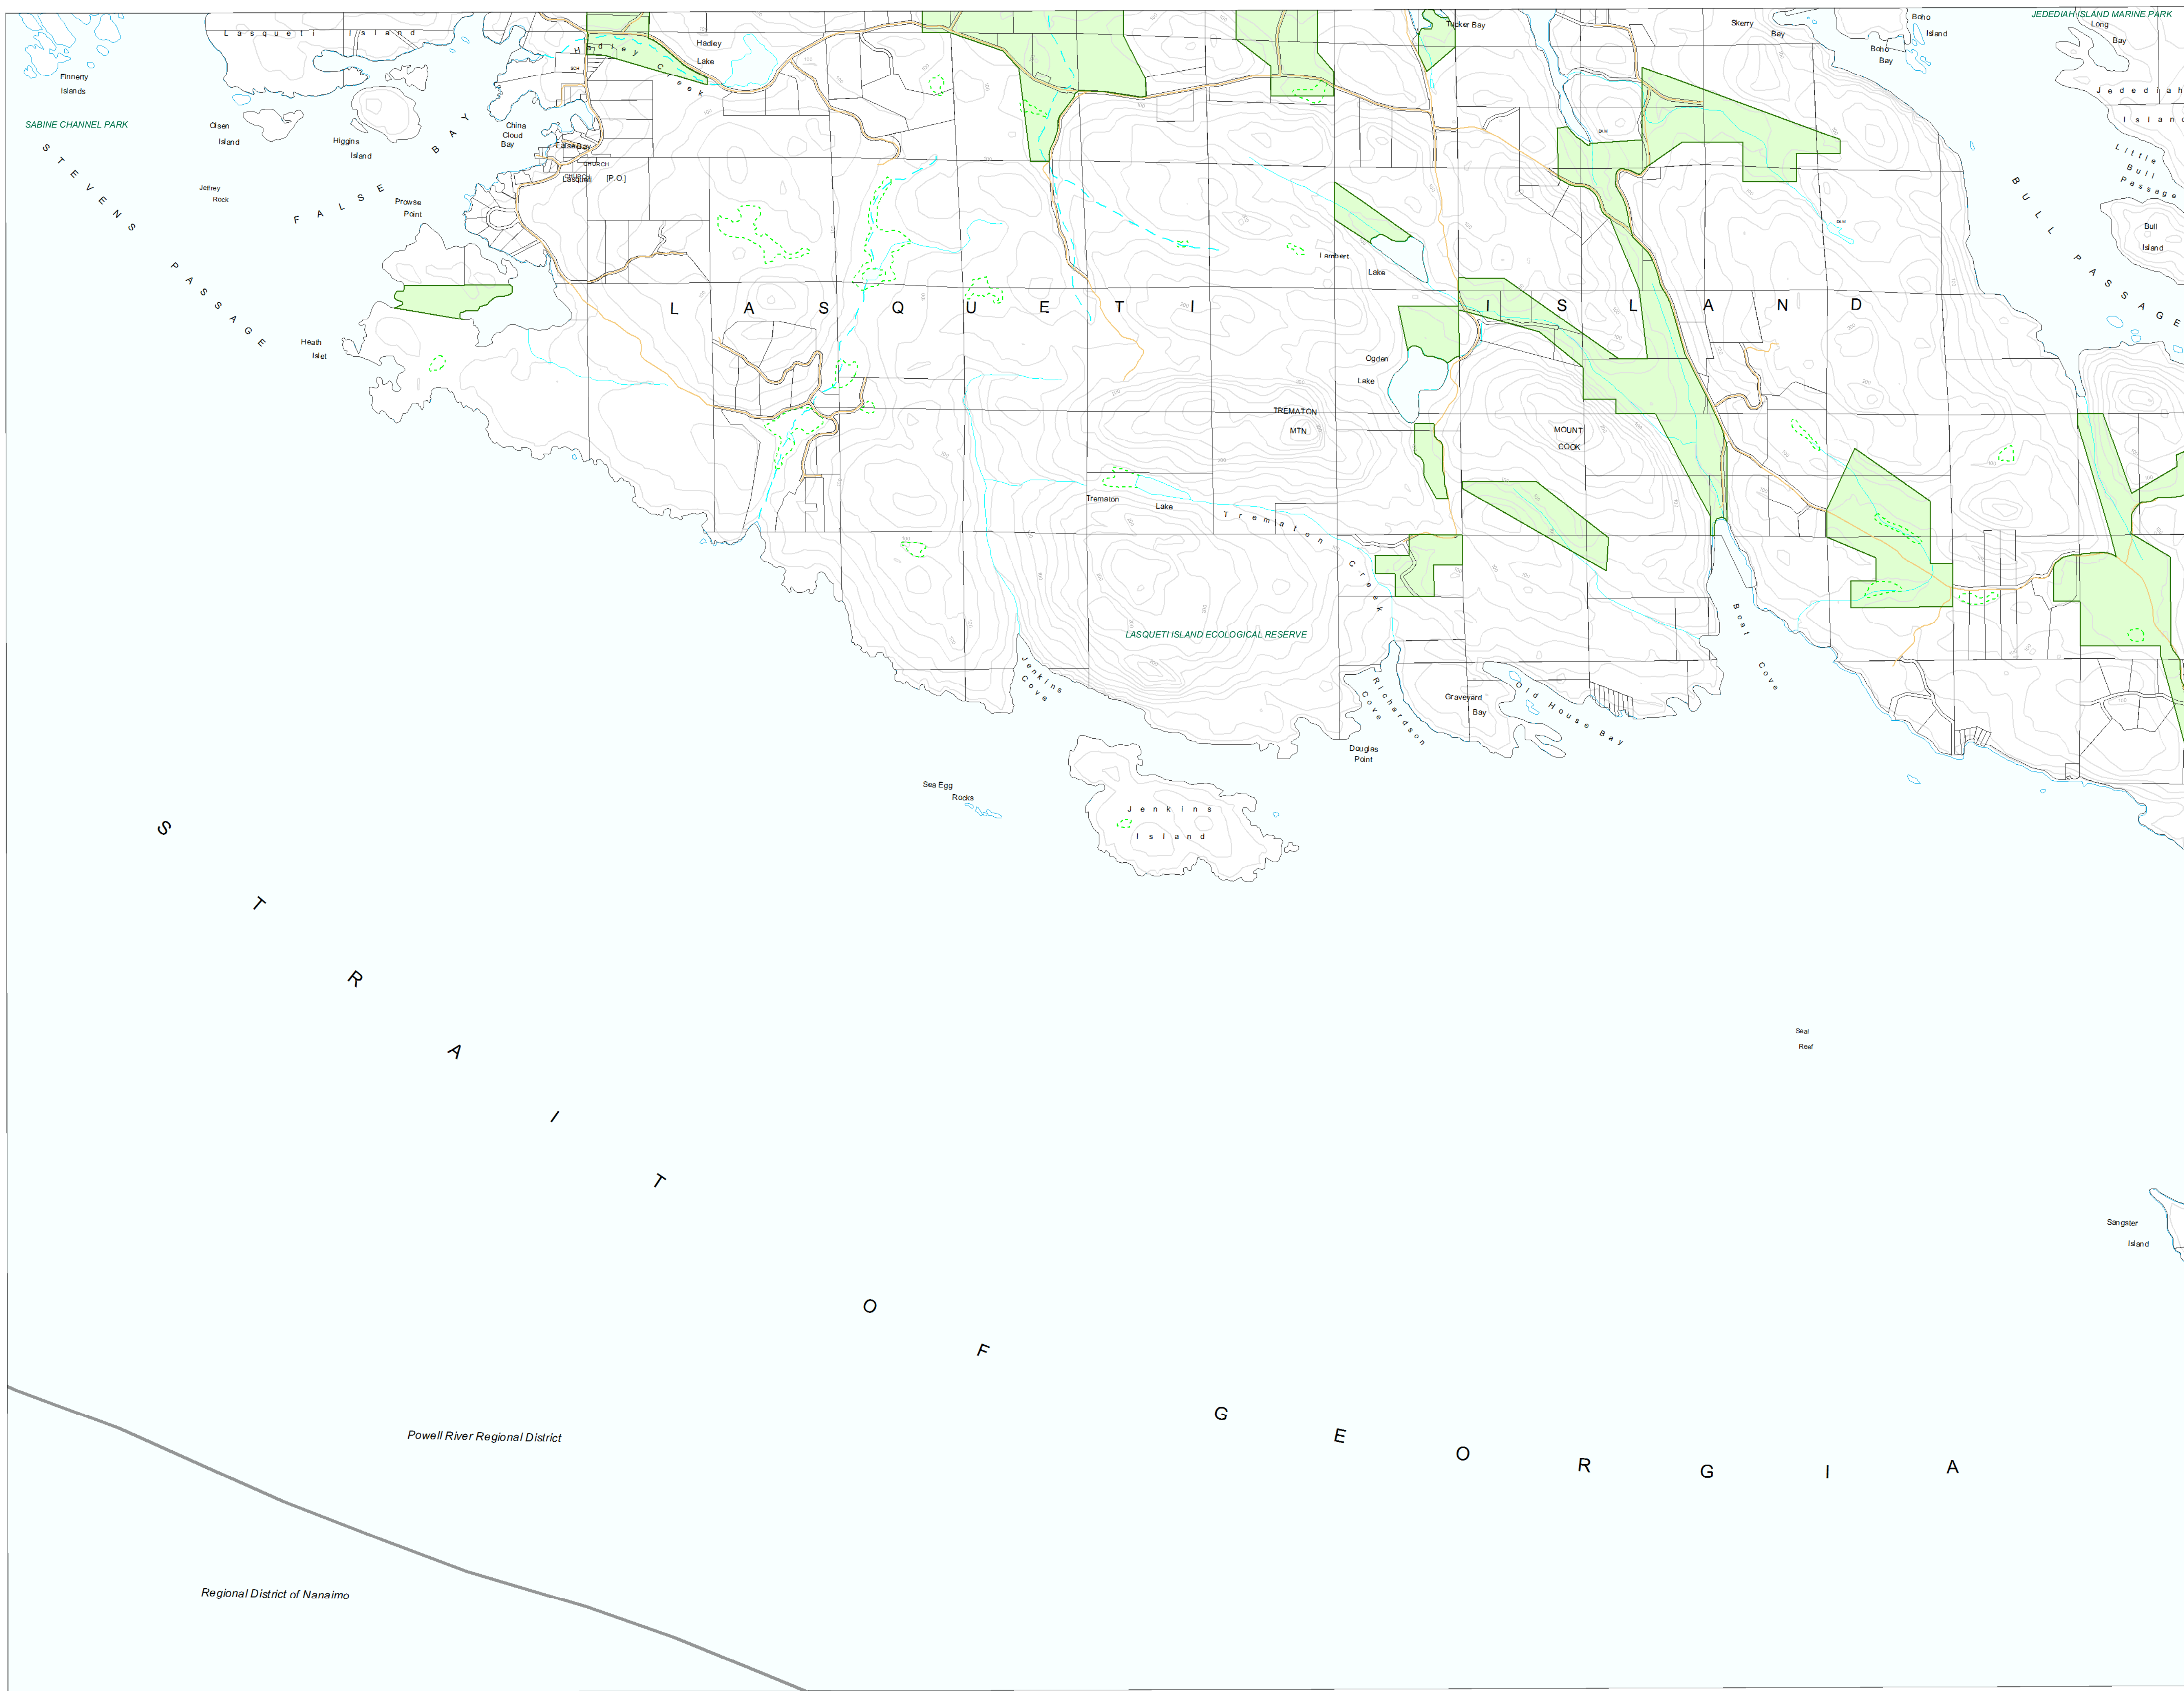 JEDEDIAH ISLAND MARINE PARK
Lasqueti Island
Finnerty
Islands
SABINE CHANNEL PARK
STEVENS PASSAGE
Olsen
Island
Higgins
Island
Jeffrey
Rock
FALSE BAY
Prowse
Point
Heath
Islet
China
Cloud
Bay
False Bay
CHURCH
CHURCH
Lasqueti [P.O.]
SCH
Hadley Creek
Hadley
Lake
Tucker Bay
Skerry
Bay
Boho
Island
Boho
Bay
Long
Bay
Jedediah
Island
Little
Bull
Passage
Bull
Island
BULL PASSAGE
DAM
DAM
Lambert
Lake
LASQUETI ISLAND
Ogden
Lake
TREMATON
MTN
MOUNT
COOK
Trematon
Lake
Trematon Creek
LASQUETI ISLAND ECOLOGICAL RESERVE
Jenkins
Cove
Richardson
Cove
Graveyard
Bay
Old House Bay
Boat Cove
Douglas
Point
Sea Egg
Rocks
Jenkins
Island
Seal
Reef
Sangster
Island
STRAIT OF GEORGIA
Powell River Regional District
Regional District of Nanaimo